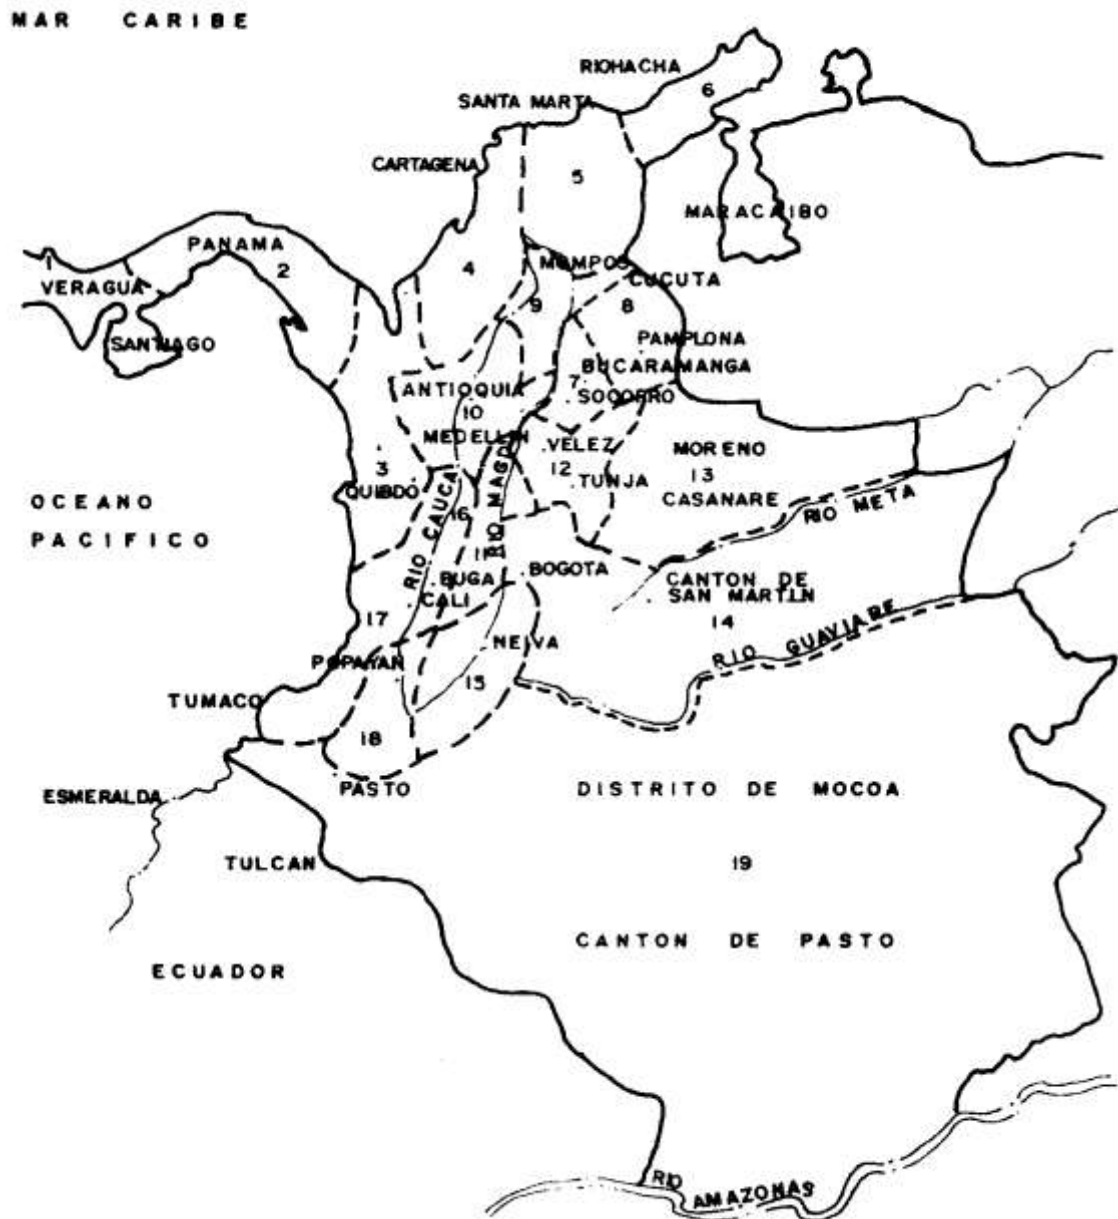 MAR CARIBE
RIOHACHA
6
SANTA MARTA
CARTAGENA
5
MARACAIBO
PANAMA
2
1
VERAGUA
4
MOMPOS
CUCUTA
9
8
SANTIAGO
PAMPLONA
BUCARAMANGA
7
SOCORRO
ANTIOQUIA
10
MEDELLIN
VELEZ
12
TUNJA
MORENO
13
CASANARE
3
QUIBDO
OCEANO
PACIFICO
RIO CAUCA
16
RIO MAGD
RIO META
11
BOGOTA
BUGA
CALI
CANTON DE
SAN MARTIN
14
17
RIO GUAVIARE
NEIVA
POPAYAN
15
TUMACO
18
PASTO
ESMERALDA
DISTRITO DE MOCOA
TULCAN
19
CANTON DE PASTO
ECUADOR
RIO AMAZONAS